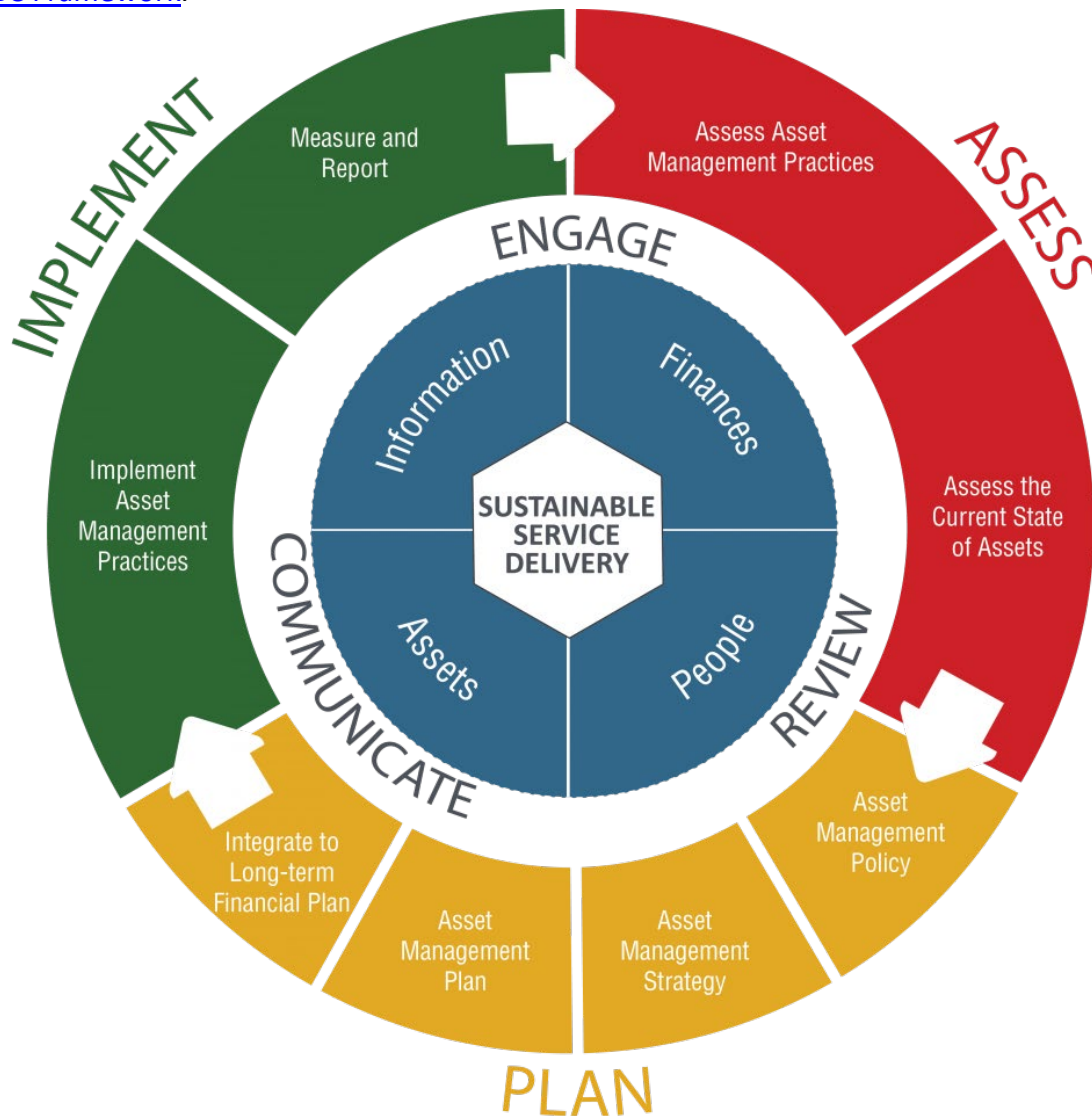 Framework.
IMPLEMENT
Measure and
Report
Assess Asset
Management Practices
ASSESS
ENGAGE
Information
Finances
Implement
Asset
Management
Practices
SUSTAINABLE
SERVICE
DELIVERY
Assess the
Current State
of Assets
COMMUNICATE
Assets
People
REVIEW
Integrate to
Long-term
Financial Plan
Asset
Management
Plan
Asset
Management
Strategy
Asset
Management
Policy
PLAN